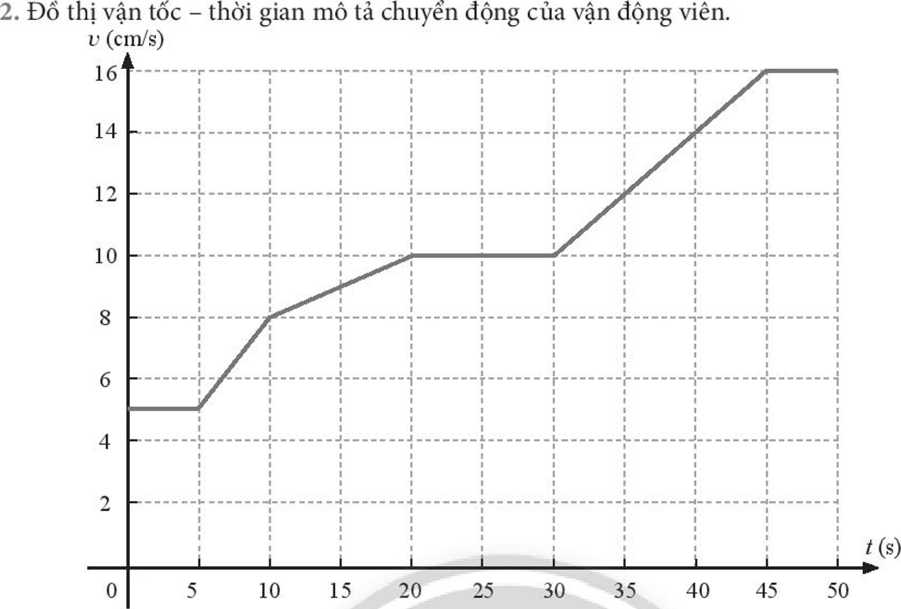 2. Đồ thị vận tốc – thời gian mô tả chuyển động của vận động viên.
v (cm/s)
16
14
12
10
8
6
4
2
t (s)
0 5 10 15 20 25 30 35 40 45 50